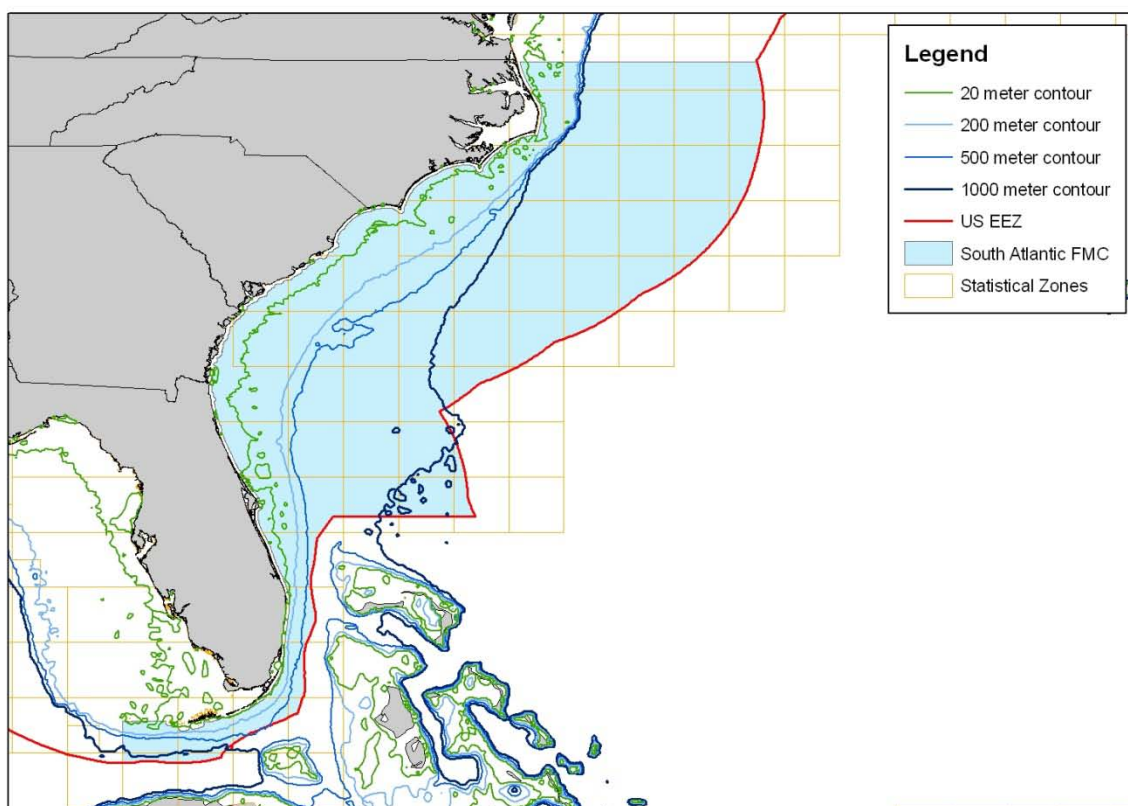 Legend
20 meter contour
200 meter contour
500 meter contour
1000 meter contour
US EEZ
South Atlantic FMC
Statistical Zones